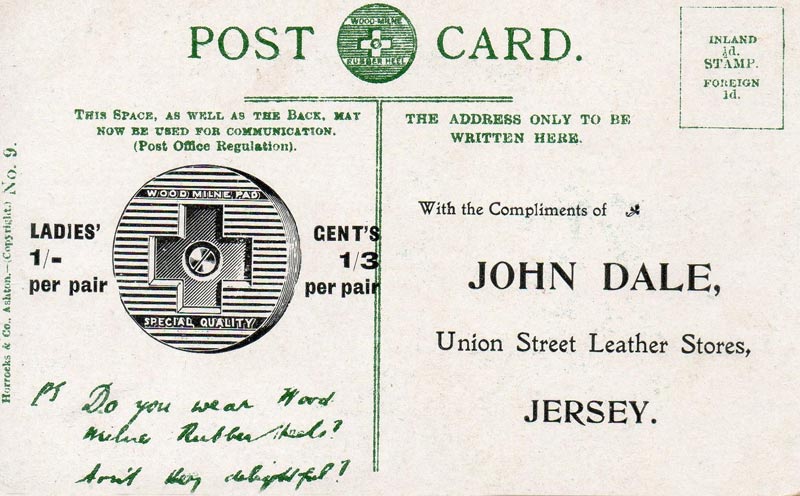 POST CARD.
WOOD-MILNE
RUBBER HEEL
INLAND
½d.
STAMP.
FOREIGN
1d.
This Space, as well as the Back, may
now be used for communication.
(Post Office Regulation).
THE ADDRESS ONLY TO BE
WRITTEN HERE.
Horrocks & Co., Ashton.—(Copyright.) No. 9.
WOOD MILNE PAD
SPECIAL QUALITY
LADIES'
1/-
per pair
GENT'S
1/3
per pair
With the Compliments of
JOHN DALE,
Union Street Leather Stores,
JERSEY.
PS Do you wear Wood
Milnes Rubber Heels?
Ain't they delightful?